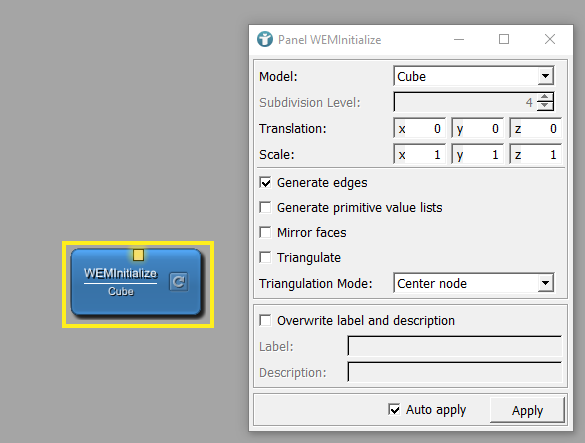 Panel WEMInitialize
Model: Cube
Subdivision Level: 4
Translation: x 0 y 0 z 0
Scale: x 1 y 1 z 1
Generate edges
Generate primitive value lists
Mirror faces
Triangulate
Triangulation Mode: Center node
Overwrite label and description
Label:
Description:
Auto apply Apply
WEMInitialize
Cube